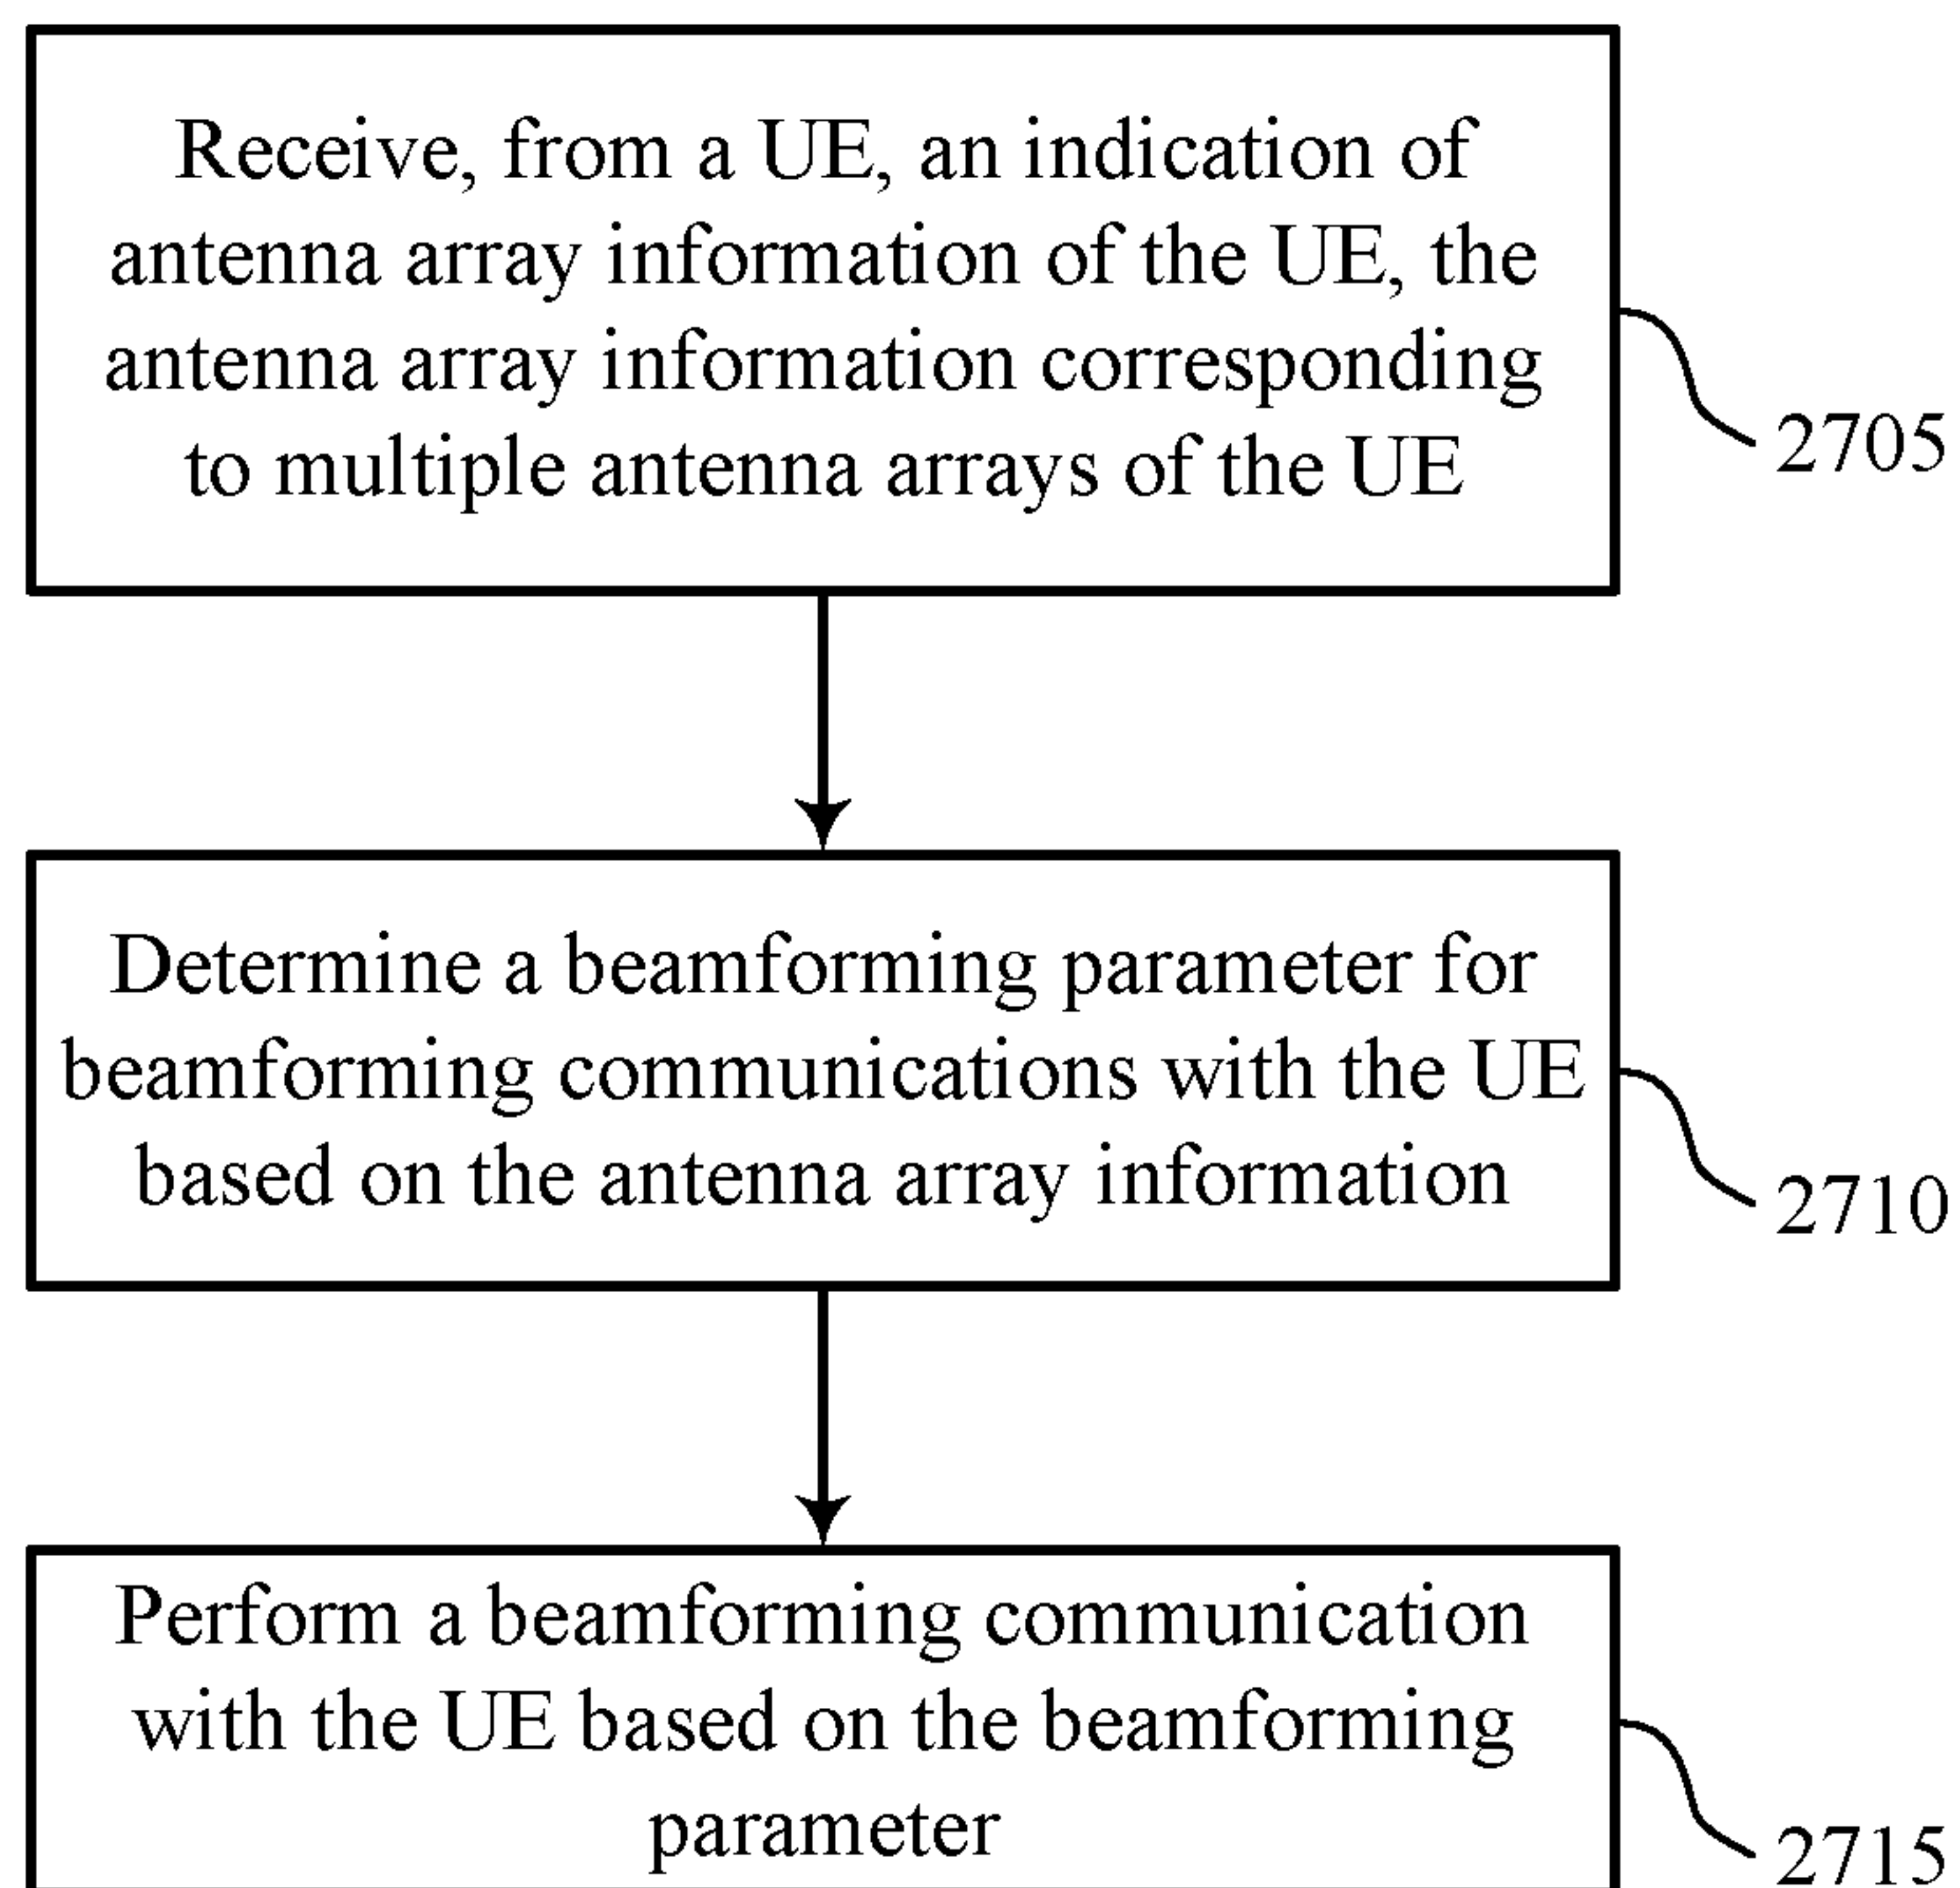 Receive, from a UE, an indication of
antenna array information of the UE, the
antenna array information corresponding
to multiple antenna arrays of the UE
2705
Determine a beamforming parameter for
beamforming communications with the UE
based on the antenna array information
2710
Perform a beamforming communication
with the UE based on the beamforming
parameter
2715